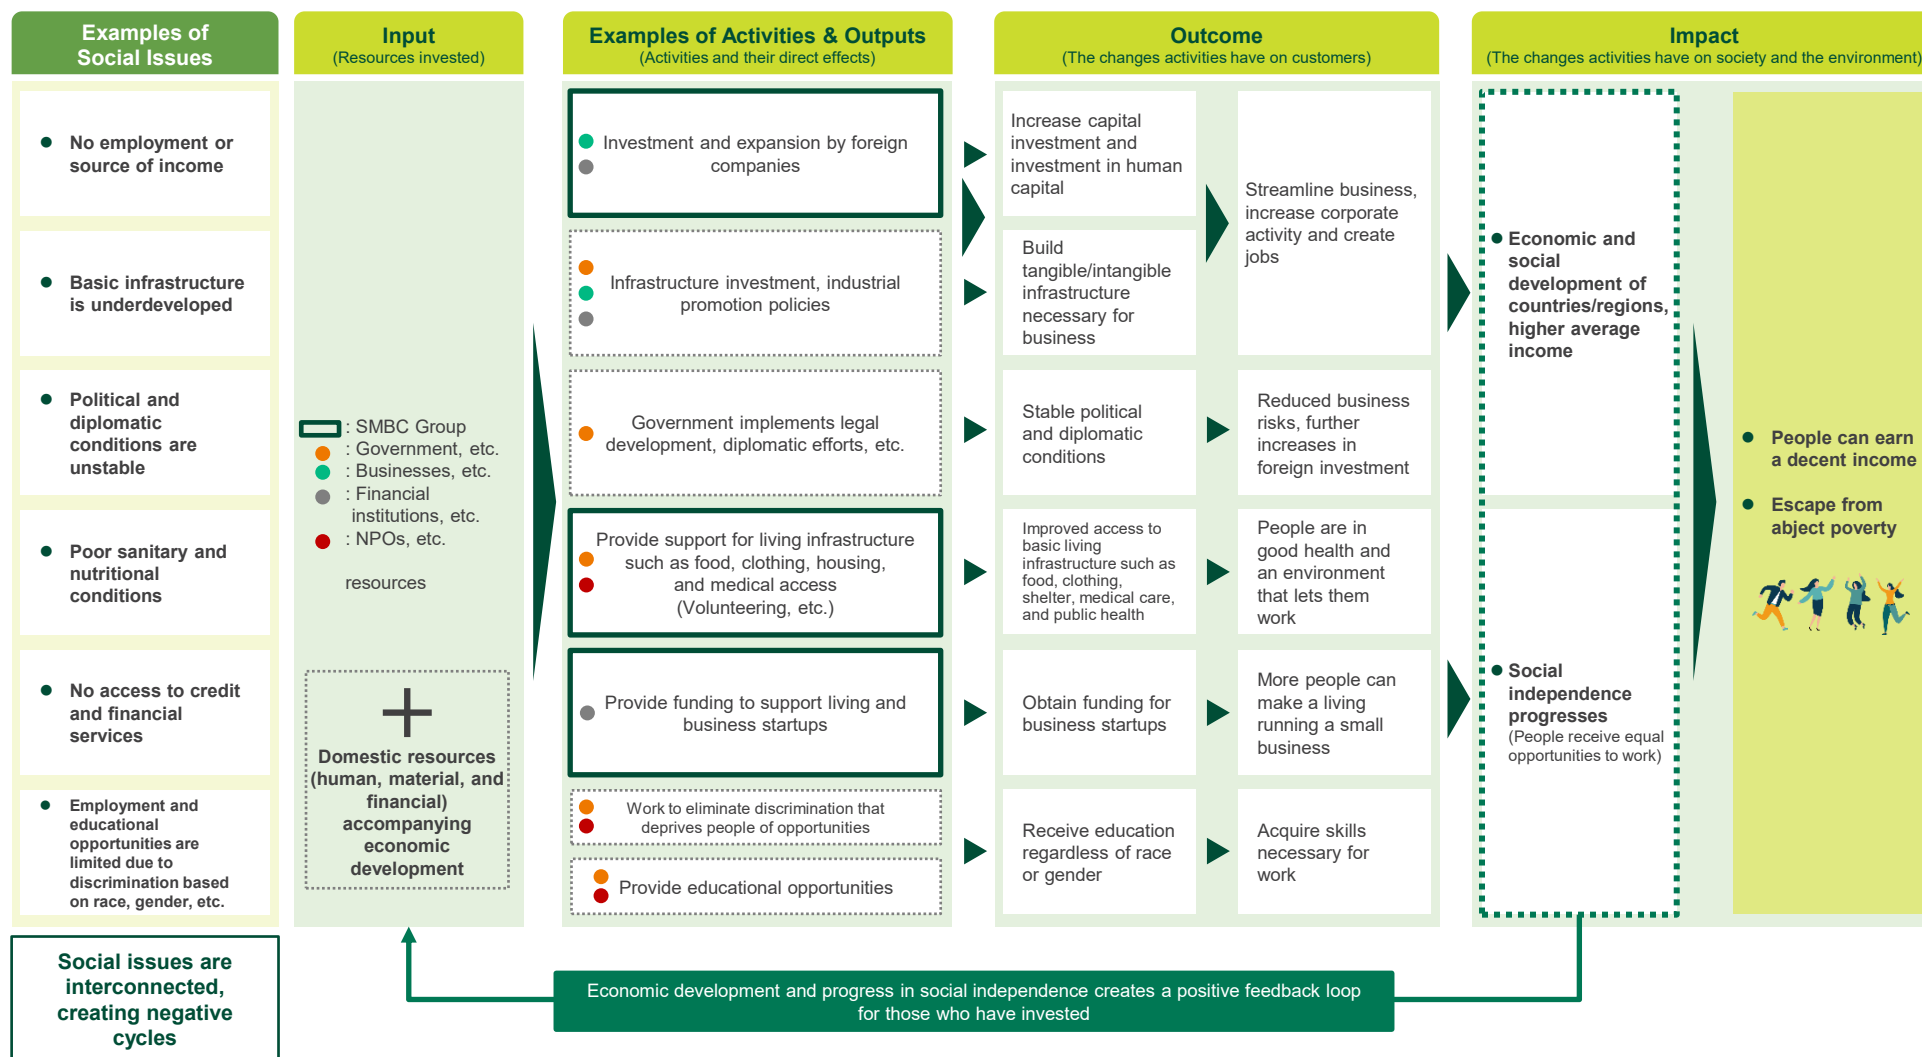 Examples of
Social Issues
Input
(Resources invested)
Examples of Activities & Outputs
(Activities and their direct effects)
Outcome
(The changes activities have on customers)
Impact
(The changes activities have on society and the environment)
No employment or
source of income
Basic infrastructure
is underdeveloped
Political and
diplomatic
conditions are
unstable
Poor sanitary and
nutritional
conditions
No access to credit
and financial
services
Employment and
educational
opportunities are
limited due to
discrimination based
on race, gender, etc.
Social issues are
interconnected,
creating negative
cycles
: SMBC Group
: Government, etc.
: Businesses, etc.
: Financial
institutions, etc.
: NPOs, etc.
resources
Domestic resources
(human, material, and
financial)
accompanying
economic
development
Investment and expansion by foreign
companies
Infrastructure investment, industrial
promotion policies
Government implements legal
development, diplomatic efforts, etc.
Provide support for living infrastructure
such as food, clothing, housing,
and medical access
(Volunteering, etc.)
Provide funding to support living and
business startups
Work to eliminate discrimination that
deprives people of opportunities
Provide educational opportunities
Increase capital
investment and
investment in human
capital
Build
tangible/intangible
infrastructure
necessary for
business
Stable political
and diplomatic
conditions
Improved access to
basic living
infrastructure such as
food, clothing,
shelter, medical care,
and public health
Obtain funding for
business startups
Receive education
regardless of race
or gender
Streamline business,
increase corporate
activity and create
jobs
Reduced business
risks, further
increases in
foreign investment
People are in
good health and
an environment
that lets them
work
More people can
make a living
running a small
business
Acquire skills
necessary for
work
Economic and
social
development of
countries/regions,
higher average
income
Social
independence
progresses
(People receive equal
opportunities to work)
People can earn
a decent income
Escape from
abject poverty
Economic development and progress in social independence creates a positive feedback loop
for those who have invested